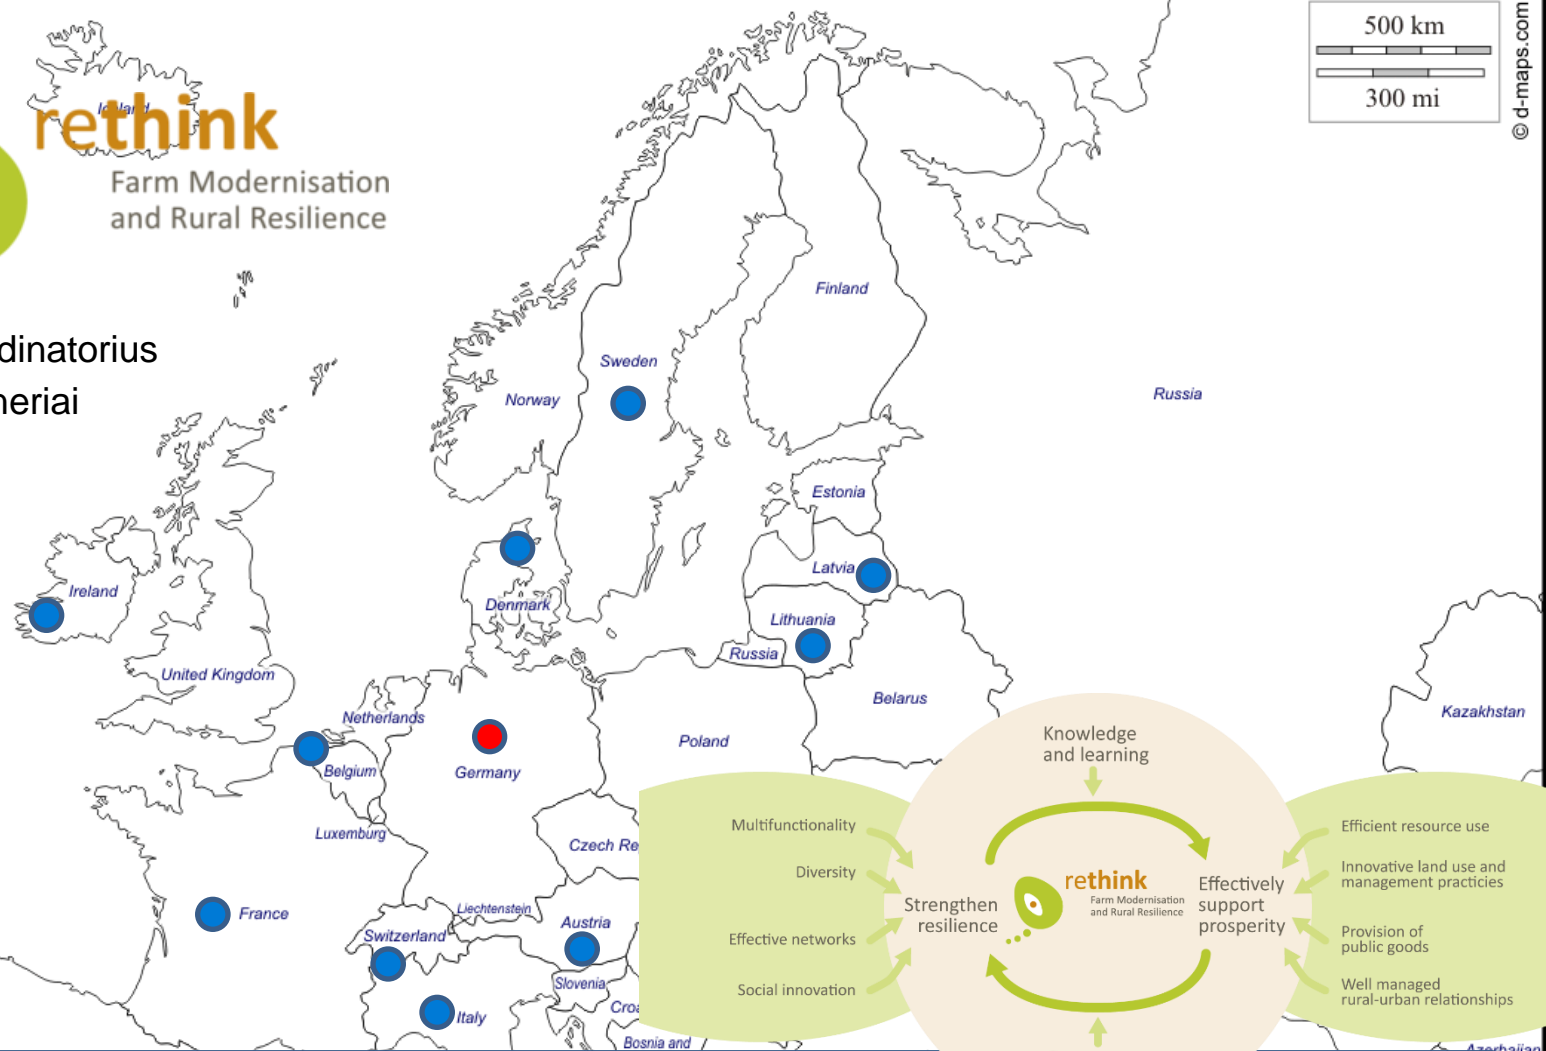 500 km
300 mi
© d-maps.com
Iceland
rethink
Farm Modernisation
and Rural Resilience
dinatorius
neriai
Finland
Sweden
Norway
Russia
Estonia
Latvia
Lithuania
Russia
Denmark
Ireland
United Kingdom
Netherlands
Belgium
Germany
Poland
Belarus
Kazakhstan
Luxemburg
Czech Re
Liechtenstein
Austria
France
Switzerland
Slovenia
Italy
Croa
Bosnia and
Azerbaijan
Knowledge
and learning
Multifunctionality
Diversity
Effective networks
Social innovation
Strengthen
resilience
rethink
Farm Modernisation
and Rural Resilience
Effectively
support
prosperity
Efficient resource use
Innovative land use and
management practicies
Provision of
public goods
Well managed
rural-urban relationships